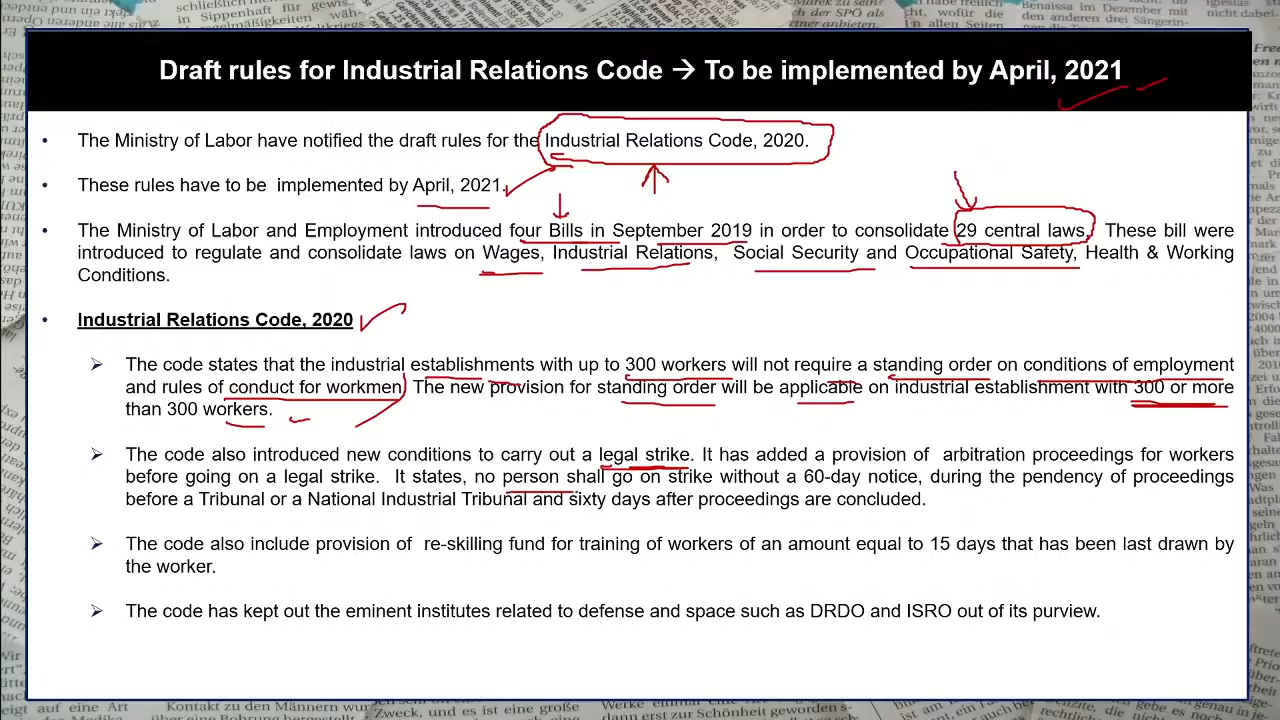 Draft rules for Industrial Relations Code → To be implemented by April, 2021
• The Ministry of Labor have notified the draft rules for the Industrial Relations Code, 2020.
• These rules have to be implemented by April, 2021.
• The Ministry of Labor and Employment introduced four Bills in September 2019 in order to consolidate 29 central laws. These bill were
introduced to regulate and consolidate laws on Wages, Industrial Relations, Social Security and Occupational Safety, Health & Working
Conditions.
• Industrial Relations Code, 2020
➢ The code states that the industrial establishments with up to 300 workers will not require a standing order on conditions of employment
and rules of conduct for workmen. The new provision for standing order will be applicable on industrial establishment with 300 or more
than 300 workers.
➢ The code also introduced new conditions to carry out a legal strike. It has added a provision of arbitration proceedings for workers
before going on a legal strike. It states, no person shall go on strike without a 60-day notice, during the pendency of proceedings
before a Tribunal or a National Industrial Tribunal and sixty days after proceedings are concluded.
➢ The code also include provision of re-skilling fund for training of workers of an amount equal to 15 days that has been last drawn by
the worker.
➢ The code has kept out the eminent institutes related to defense and space such as DRDO and ISRO out of its purview.